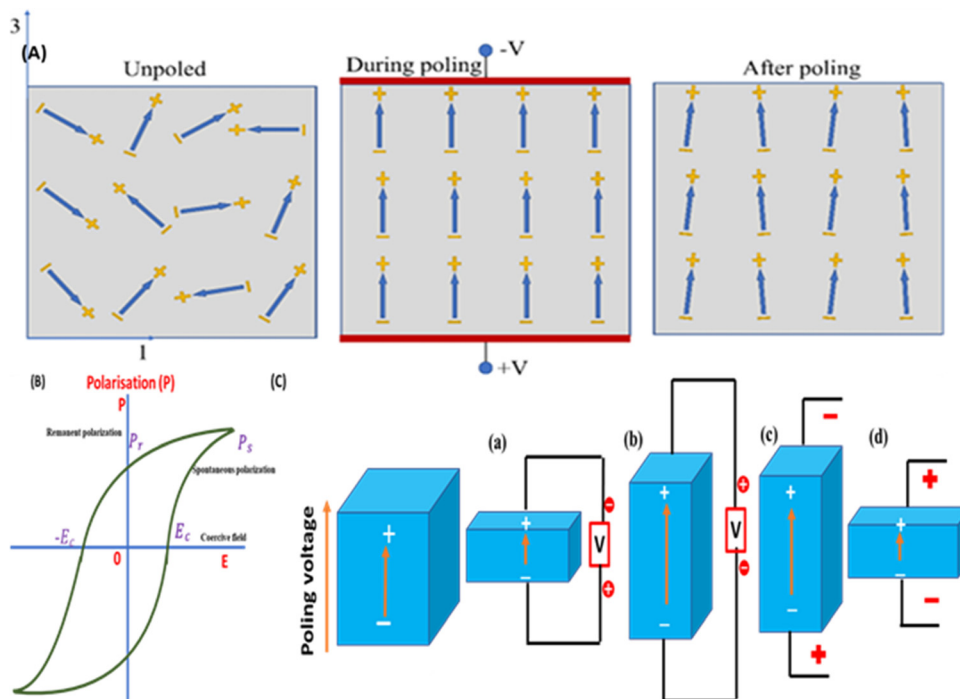 3
(A)
Unpoled
During poling
-V
After poling
1
+V
(B)
Polarisation (P)
P
Remanent polarization
Pr
Ps
Spontaneous polarization
-Ec
Ec
Coercive field
O
E
(C)
Poling voltage
+
−
(a)
+
−
V
−
+
(b)
+
−
V
+
−
(c)
+
−
−
+
(d)
+
−
+
−